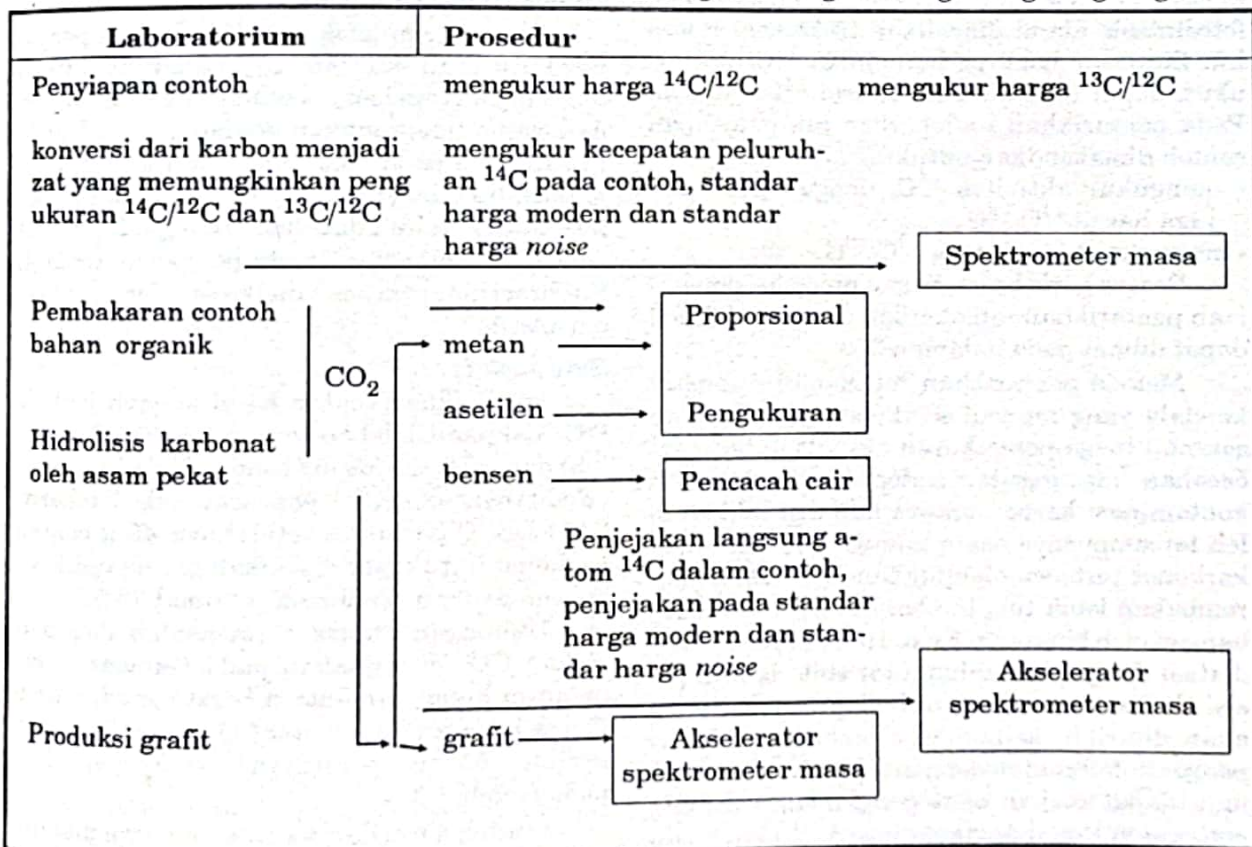 Laboratorium Prosedur
Penyiapan contoh mengukur harga ¹⁴C/¹²C mengukur harga ¹³C/¹²C
konversi dari karbon menjadi
zat yang memungkinkan peng
ukuran ¹⁴C/¹²C dan ¹³C/¹²C
mengukur kecepatan peluruh-
an ¹⁴C pada contoh, standar
harga modern dan standar
harga noise
Spektrometer masa
Pembakaran contoh
bahan organik
CO₂
Hidrolisis karbonat
oleh asam pekat
metan
asetilen
Proporsional
Pengukuran
bensen
Pencacah cair
Penjejakan langsung a-
tom ¹⁴C dalam contoh,
penjejakan pada standar
harga modern dan stan-
dar harga noise
Akselerator
spektrometer masa
Produksi grafit
grafit
Akselerator
spektrometer masa